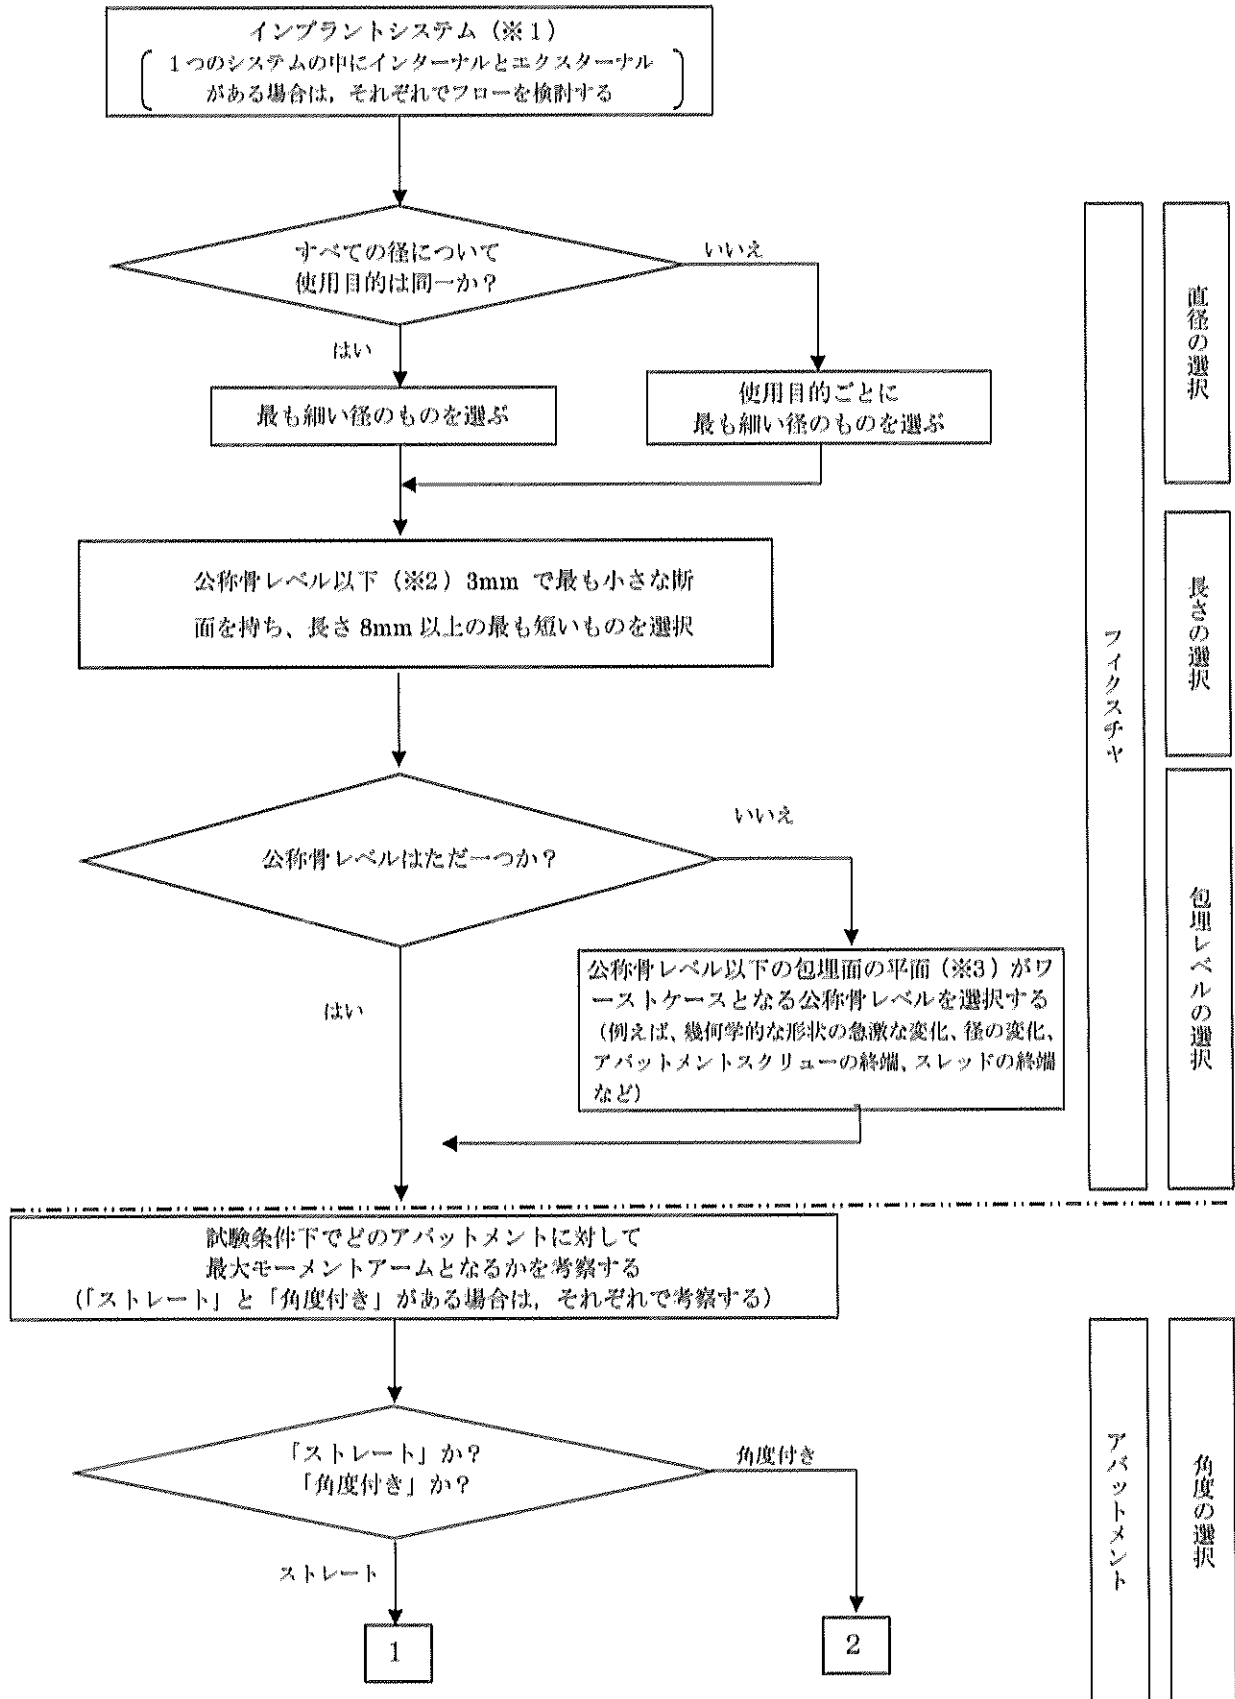 インプラントシステム（※1）
1つのシステムの中にインターナルとエクスターナル
がある場合は，それぞれでフローを検討する
すべての径について
使用目的は同一か？
いいえ
はい
最も細い径のものを選ぶ
使用目的ごとに
最も細い径のものを選ぶ
直径の選択
公称骨レベル以下（※2）3mm で最も小さな断
面を持ち、長さ 8mm 以上の最も短いものを選択
長さの選択
フィクスチャ
公称骨レベルはただ一つか？
いいえ
はい
公称骨レベル以下の包埋面の平面（※3）がワ
ーストケースとなる公称骨レベルを選択する
（例えば、幾何学的な形状の急激な変化、径の変化、
アバットメントスクリューの終端、スレッドの終端
など）
包埋レベルの選択
試験条件下でどのアバットメントに対して
最大モーメントアームとなるかを考察する
（「ストレート」と「角度付き」がある場合は，それぞれで考察する）
「ストレート」か？
「角度付き」か？
角度付き
ストレート
1
2
アバットメント
角度の選択